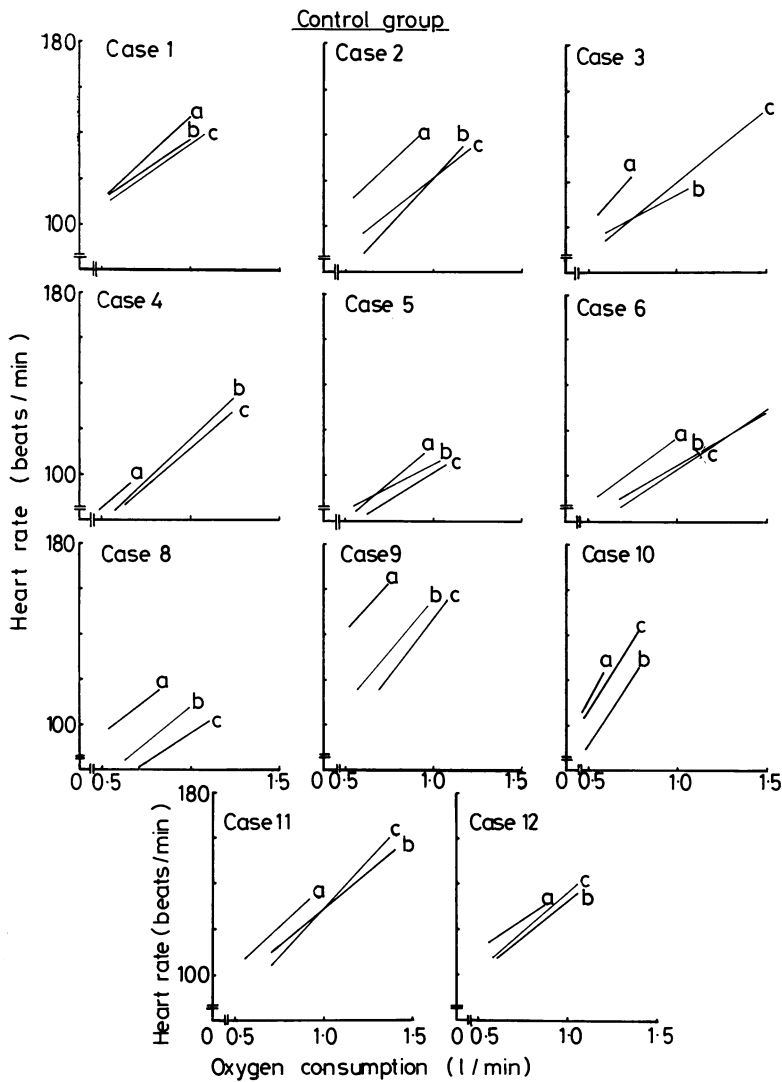 Control group
180
Case 1
Case 2
Case 3
a
b
c
a
b
c
a
b
c
100
180
Case 4
Case 5
Case 6
a
b
c
a
b
c
a
b
c
100
Heart rate (beats/min)
180
Case 8
Case9
Case 10
a
b
c
a
b
c
a
b
c
100
0 0·5 1·5
0 0·5 1·0 1·5
0 0·5 1·0 1·5
180
Case 11
Case 12
a
b
c
a
b
c
100
Heart rate (beats/min)
0 0·5 1·0 1·5
0 0·5 1·0 1·5
Oxygen consumption (l/min)